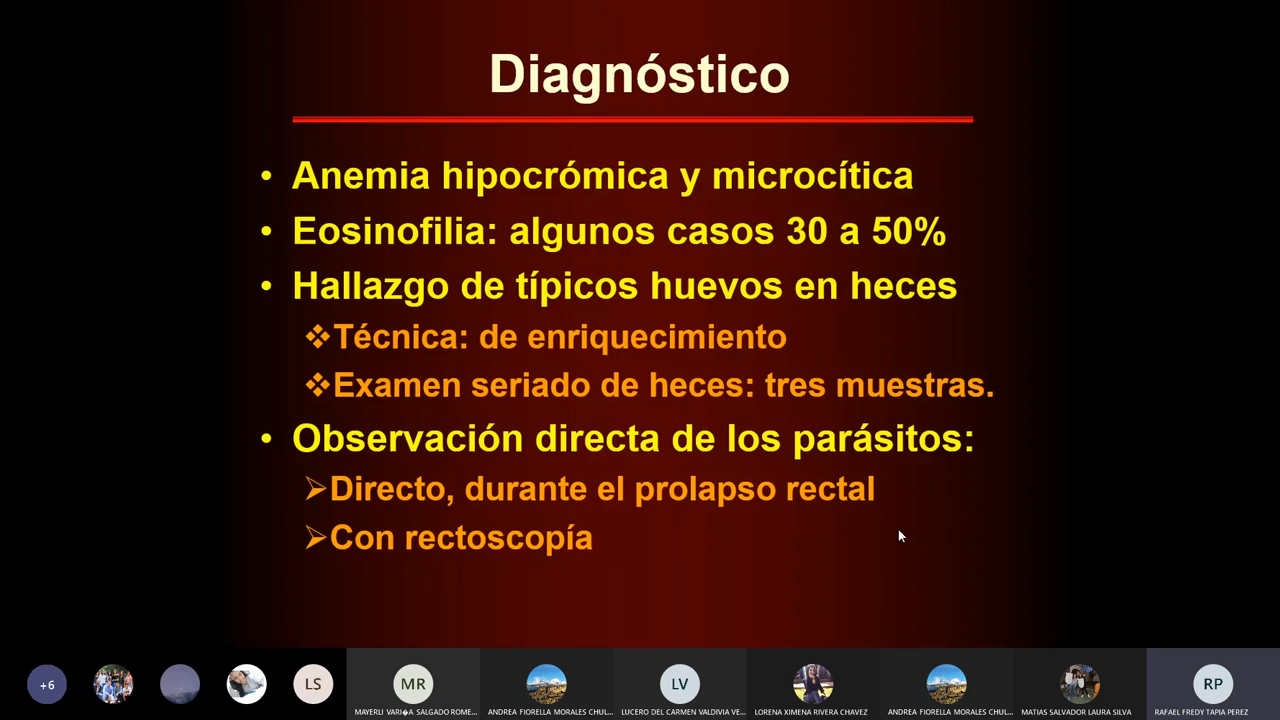 Diagnóstico
• Anemia hipocrómica y microcítica
• Eosinofilia: algunos casos 30 a 50%
• Hallazgo de típicos huevos en heces
❖Técnica: de enriquecimiento
❖Examen seriado de heces: tres muestras.
• Observación directa de los parásitos:
➢Directo, durante el prolapso rectal
➢Con rectoscopía
+6
LS
MR
LV
RP
MAYERLI VARI�A SALGADO ROME...
ANDREA FIORELLA MORALES CHUL...
LUCERO DEL CARMEN VALDIVIA VE...
LORENA XIMENA RIVERA CHAVEZ
ANDREA FIORELLA MORALES CHUL...
MATIAS SALVADOR LAURA SILVA
RAFAEL FREDY TAPIA PEREZ